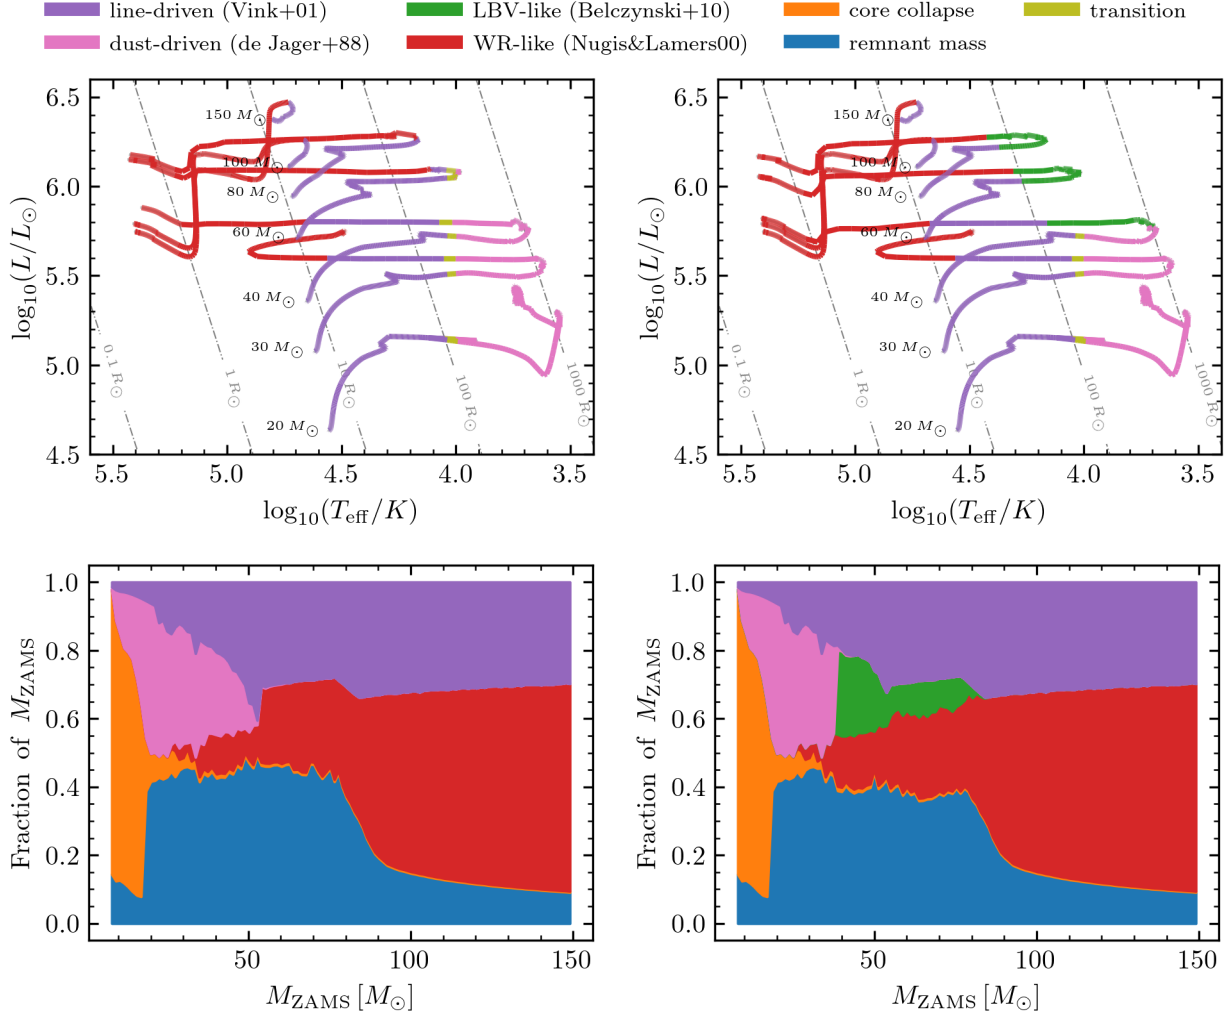 line-driven (Vink+01) LBV-like (Belczynski+10) core collapse transition
dust-driven (de Jager+88) WR-like (Nugis&Lamers00) remnant mass
6.5
6.0
5.5
5.0
4.5
log₁₀(L/L⊙)
150 M⊙
100 M⊙
80 M⊙
60 M⊙
40 M⊙
30 M⊙
20 M⊙
0.1 R⊙
1 R⊙
10 R⊙
100 R⊙
1000 R⊙
5.5 5.0 4.5 4.0 3.5
log₁₀(T_eff/K)
6.5
6.0
5.5
5.0
4.5
log₁₀(L/L⊙)
150 M⊙
100 M⊙
80 M⊙
60 M⊙
40 M⊙
30 M⊙
20 M⊙
0.1 R⊙
1 R⊙
10 R⊙
100 R⊙
1000 R⊙
5.5 5.0 4.5 4.0 3.5
log₁₀(T_eff/K)
1.0
0.8
0.6
0.4
0.2
0.0
Fraction of M_ZAMS
50 100 150
M_ZAMS [M⊙]
1.0
0.8
0.6
0.4
0.2
0.0
Fraction of M_ZAMS
50 100 150
M_ZAMS [M⊙]